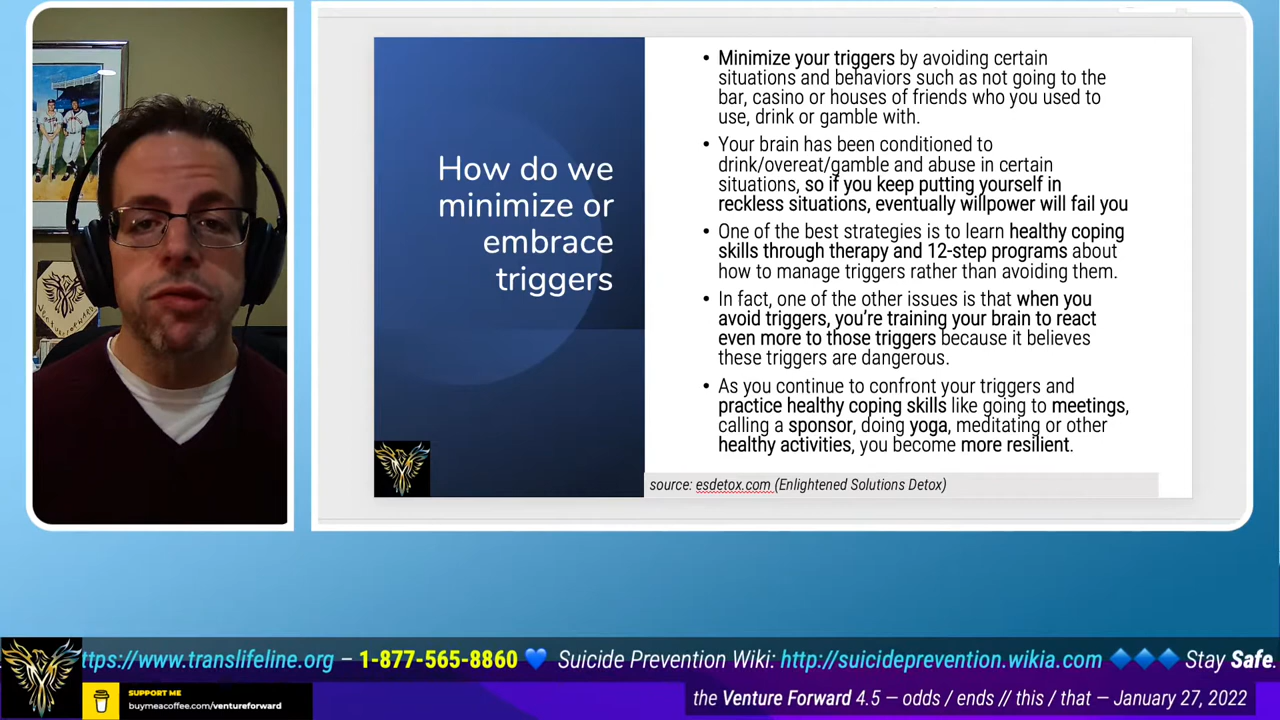 How do we
minimize or
embrace
triggers
• Minimize your triggers by avoiding certain
situations and behaviors such as not going to the
bar, casino or houses of friends who you used to
use, drink or gamble with.
• Your brain has been conditioned to
drink/overeat/gamble and abuse in certain
situations, so if you keep putting yourself in
reckless situations, eventually willpower will fail you
• One of the best strategies is to learn healthy coping
skills through therapy and 12-step programs about
how to manage triggers rather than avoiding them.
• In fact, one of the other issues is that when you
avoid triggers, you're training your brain to react
even more to those triggers because it believes
these triggers are dangerous.
• As you continue to confront your triggers and
practice healthy coping skills like going to meetings,
calling a sponsor, doing yoga, meditating or other
healthy activities, you become more resilient.
source: esdetox.com (Enlightened Solutions Detox)
ttps://www.translifeline.org – 1-877-565-8860 💙 Suicide Prevention Wiki: http://suicideprevention.wikia.com 🔷🔷🔷 Stay Safe.
SUPPORT ME
buymeacoffee.com/ventureforward
the Venture Forward 4.5 — odds / ends // this / that — January 27, 2022